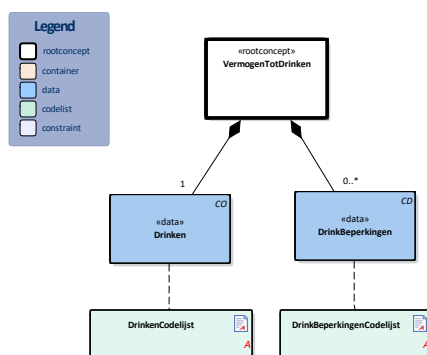 Legend
rootconcept
container
data
codelist
constraint
«rootconcept»
VermogenTotDrinken
1
0..*
CO
«data»
Drinken
CD
«data»
DrinkBeperkingen
DrinkenCodelijst
A
DrinkBeperkingenCodelijst
A